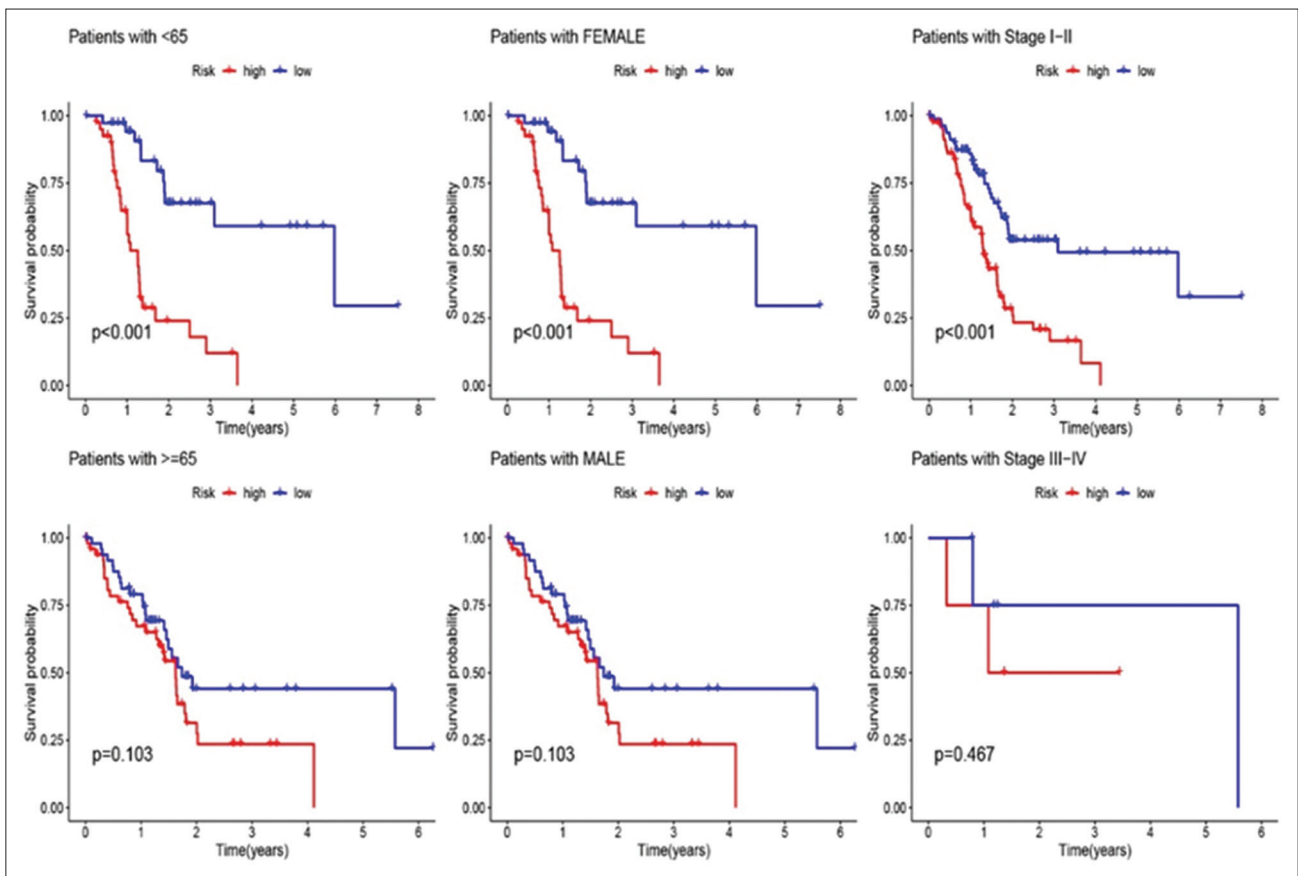 Patients with <65
Risk high low
1.00
0.75
0.50
0.25
0.00
Survival probability
p<0.001
0 1 2 3 4 5 6 7 8
Time(years)
Patients with FEMALE
Risk high low
1.00
0.75
0.50
0.25
0.00
Survival probability
p<0.001
0 1 2 3 4 5 6 7 8
Time(years)
Patients with Stage I-II
Risk high low
1.00
0.75
0.50
0.25
0.00
Survival probability
p<0.001
0 1 2 3 4 5 6 7 8
Time(years)
Patients with >=65
Risk high low
1.00
0.75
0.50
0.25
0.00
Survival probability
p=0.103
0 1 2 3 4 5 6
Time(years)
Patients with MALE
Risk high low
1.00
0.75
0.50
0.25
0.00
Survival probability
p=0.103
0 1 2 3 4 5 6
Time(years)
Patients with Stage III-IV
Risk high low
1.00
0.75
0.50
0.25
0.00
Survival probability
p=0.467
0 1 2 3 4 5 6
Time(years)